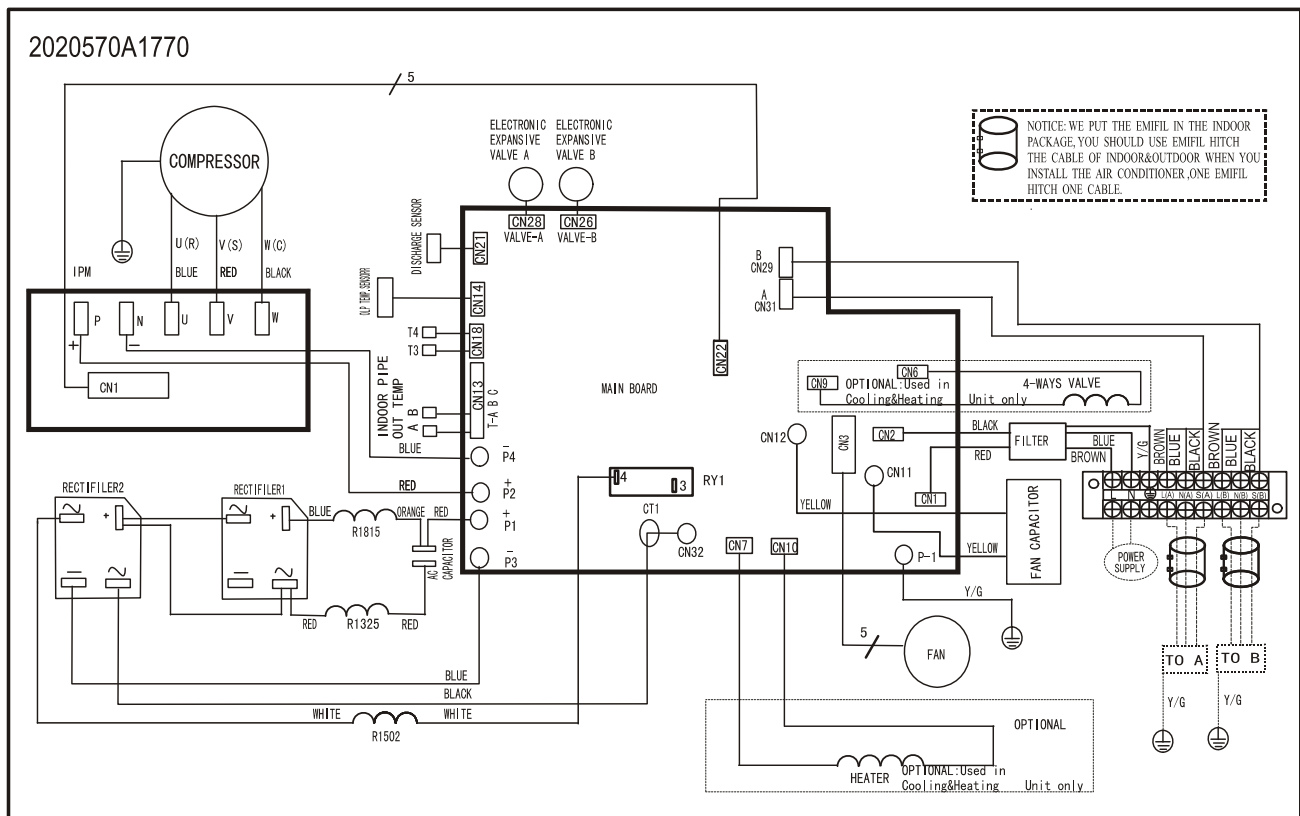 2020570A1770
5
ELECTRONIC
EXPANSIVE
VALVE A
ELECTRONIC
EXPANSIVE
VALVE B
NOTICE: WE PUT THE EMIFIL IN THE INDOOR
PACKAGE, YOU SHOULD USE EMIFIL HITCH
THE CABLE OF INDOOR&OUTDOOR WHEN YOU
INSTALL THE AIR CONDITIONER ,ONE EMIFIL
HITCH ONE CABLE.
COMPRESSOR
CN28
VALVE-A
CN26
VALVE-B
DISCHARGE SENSOR
CN21
U(R)
V(S)
W(C)
BLUE
RED
BLACK
IPM
B
CN29
A
CN31
OLP TEMP. SENSORR
CN14
P
N
U
V
W
+
−
CN1
T4
T3
CN18
CN22
INDOOR PIPE
OUT TEMP
A B
CN13
T-A B C
MAIN BOARD
CN6
CN9
OPTIONAL:Used in
Cooling&Heating Unit only
4-WAYS VALVE
BLUE
−
P4
RED
+
P2
+
P1
−
P3
CN12
CN3
CN2
CN11
CN1
BLACK
RED
FILTER
BLUE
BROWN
Y/G
BROWN
BLUE
BLACK
BROWN
BLUE
BLACK
L N L(A) N(A) S(A) L(B) N(B) S(B)
4
3
RY1
CT1
CN32
CN7
CN10
YELLOW
YELLOW
P-1
FAN CAPACITOR
POWER
SUPPLY
RECTIFILER2
RECTIFILER1
+
+
BLUE
R1815
ORANGE
RED
AC
CAPACITOR
RED
R1325
RED
Y/G
5
FAN
TO A
TO B
Y/G
Y/G
BLUE
BLACK
WHITE
R1502
WHITE
OPTIONAL
HEATER
OPTIONAL:Used in
Cooling&Heating Unit only